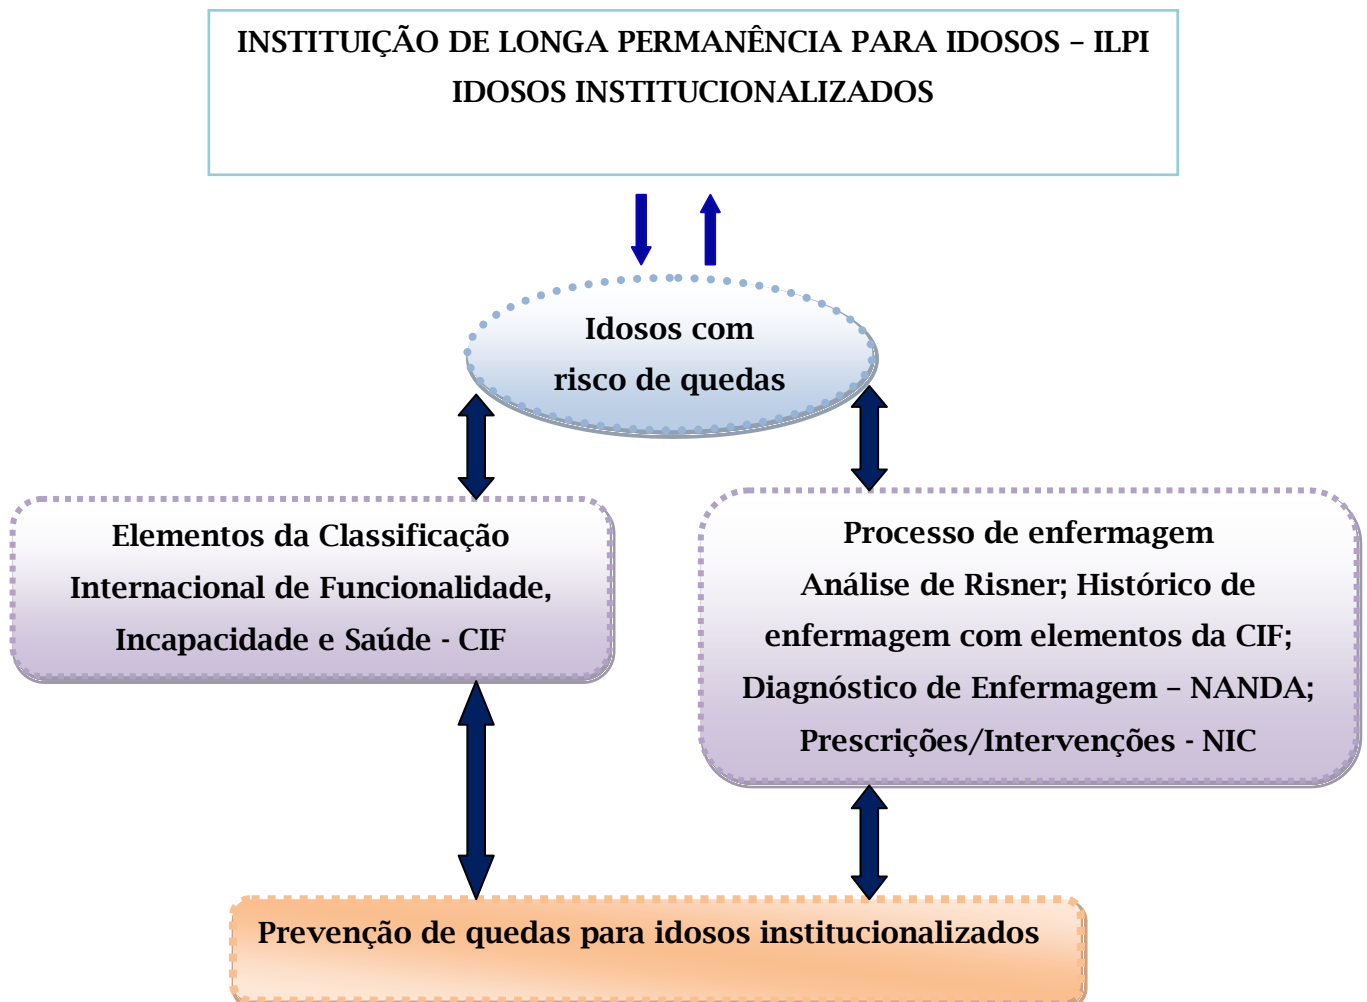 INSTITUIÇÃO DE LONGA PERMANÊNCIA PARA IDOSOS – ILPI
IDOSOS INSTITUCIONALIZADOS
Idosos com
risco de quedas
Elementos da Classificação
Internacional de Funcionalidade,
Incapacidade e Saúde - CIF
Processo de enfermagem
Análise de Risner; Histórico de
enfermagem com elementos da CIF;
Diagnóstico de Enfermagem – NANDA;
Prescrições/Intervenções - NIC
Prevenção de quedas para idosos institucionalizados